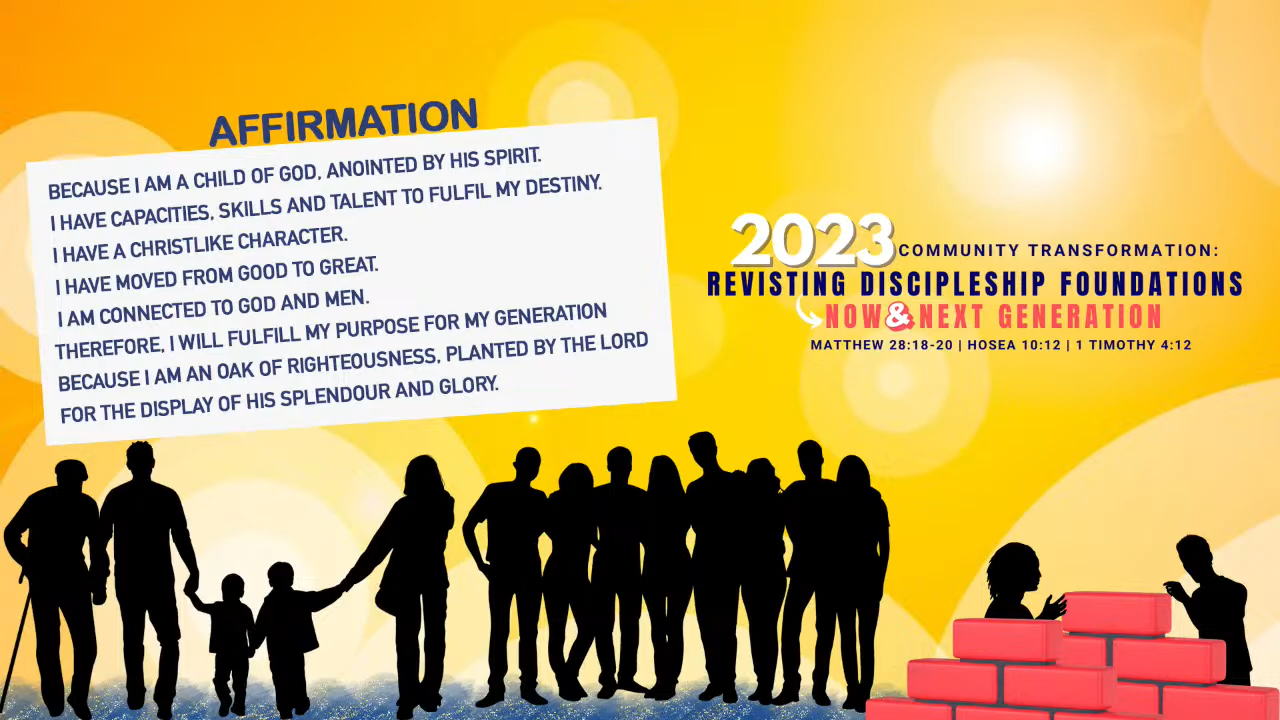 AFFIRMATION
BECAUSE I AM A CHILD OF GOD, ANOINTED BY HIS SPIRIT.
I HAVE CAPACITIES, SKILLS AND TALENT TO FULFIL MY DESTINY.
I HAVE A CHRISTLIKE CHARACTER.
I HAVE MOVED FROM GOOD TO GREAT.
I AM CONNECTED TO GOD AND MEN.
THEREFORE, I WILL FULFILL MY PURPOSE FOR MY GENERATION
BECAUSE I AM AN OAK OF RIGHTEOUSNESS, PLANTED BY THE LORD
FOR THE DISPLAY OF HIS SPLENDOUR AND GLORY.
2023 COMMUNITY TRANSFORMATION:
REVISTING DISCIPLESHIP FOUNDATIONS
NOW & NEXT GENERATION
MATTHEW 28:18-20 | HOSEA 10:12 | 1 TIMOTHY 4:12